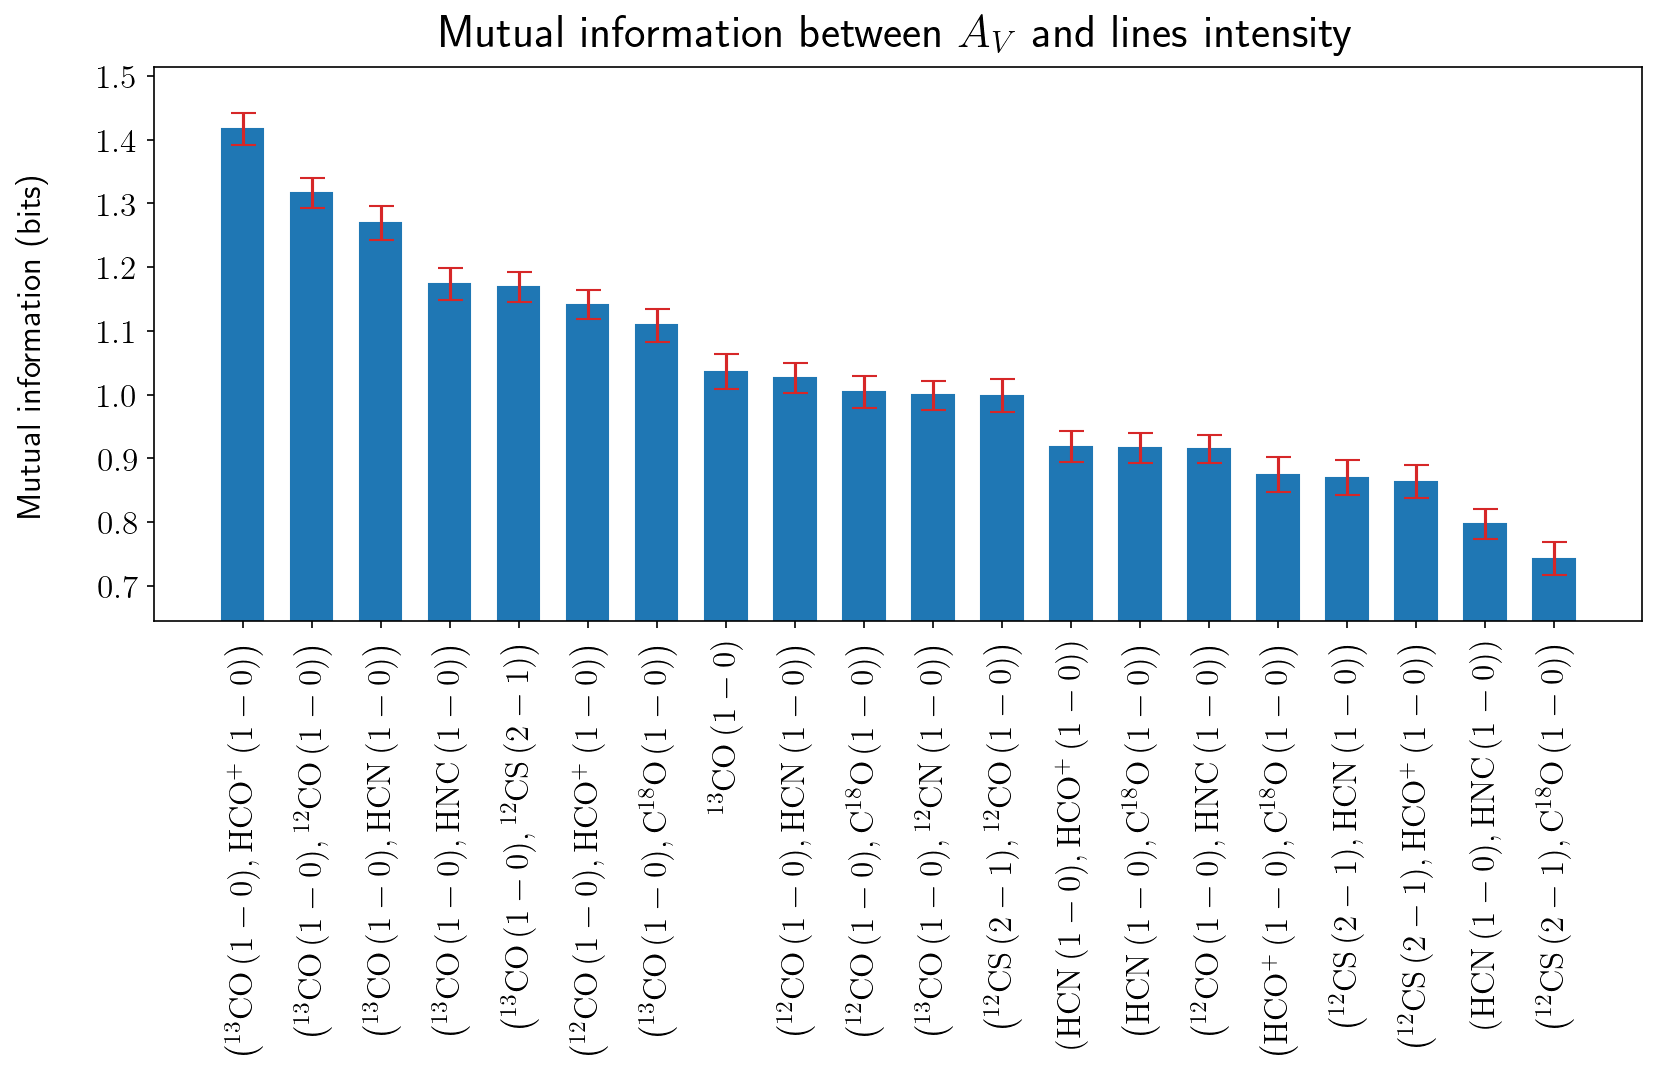 Mutual information between A_V and lines intensity
Mutual information (bits)
1.5
1.4
1.3
1.2
1.1
1.0
0.9
0.8
0.7
(¹³CO (1 − 0), HCO⁺ (1 − 0))
(¹³CO (1 − 0), ¹²CO (1 − 0))
(¹³CO (1 − 0), HCN (1 − 0))
(¹³CO (1 − 0), HNC (1 − 0))
(¹³CO (1 − 0), ¹²CS (2 − 1))
(¹²CO (1 − 0), HCO⁺ (1 − 0))
(¹³CO (1 − 0), C¹⁸O (1 − 0))
¹³CO (1 − 0)
(¹²CO (1 − 0), HCN (1 − 0))
(¹²CO (1 − 0), C¹⁸O (1 − 0))
(¹³CO (1 − 0), ¹²CN (1 − 0))
(¹²CS (2 − 1), ¹²CO (1 − 0))
(HCN (1 − 0), HCO⁺ (1 − 0))
(HCN (1 − 0), C¹⁸O (1 − 0))
(¹²CO (1 − 0), HNC (1 − 0))
(HCO⁺ (1 − 0), C¹⁸O (1 − 0))
(¹²CS (2 − 1), HCN (1 − 0))
(¹²CS (2 − 1), HCO⁺ (1 − 0))
(HCN (1 − 0), HNC (1 − 0))
(¹²CS (2 − 1), C¹⁸O (1 − 0))